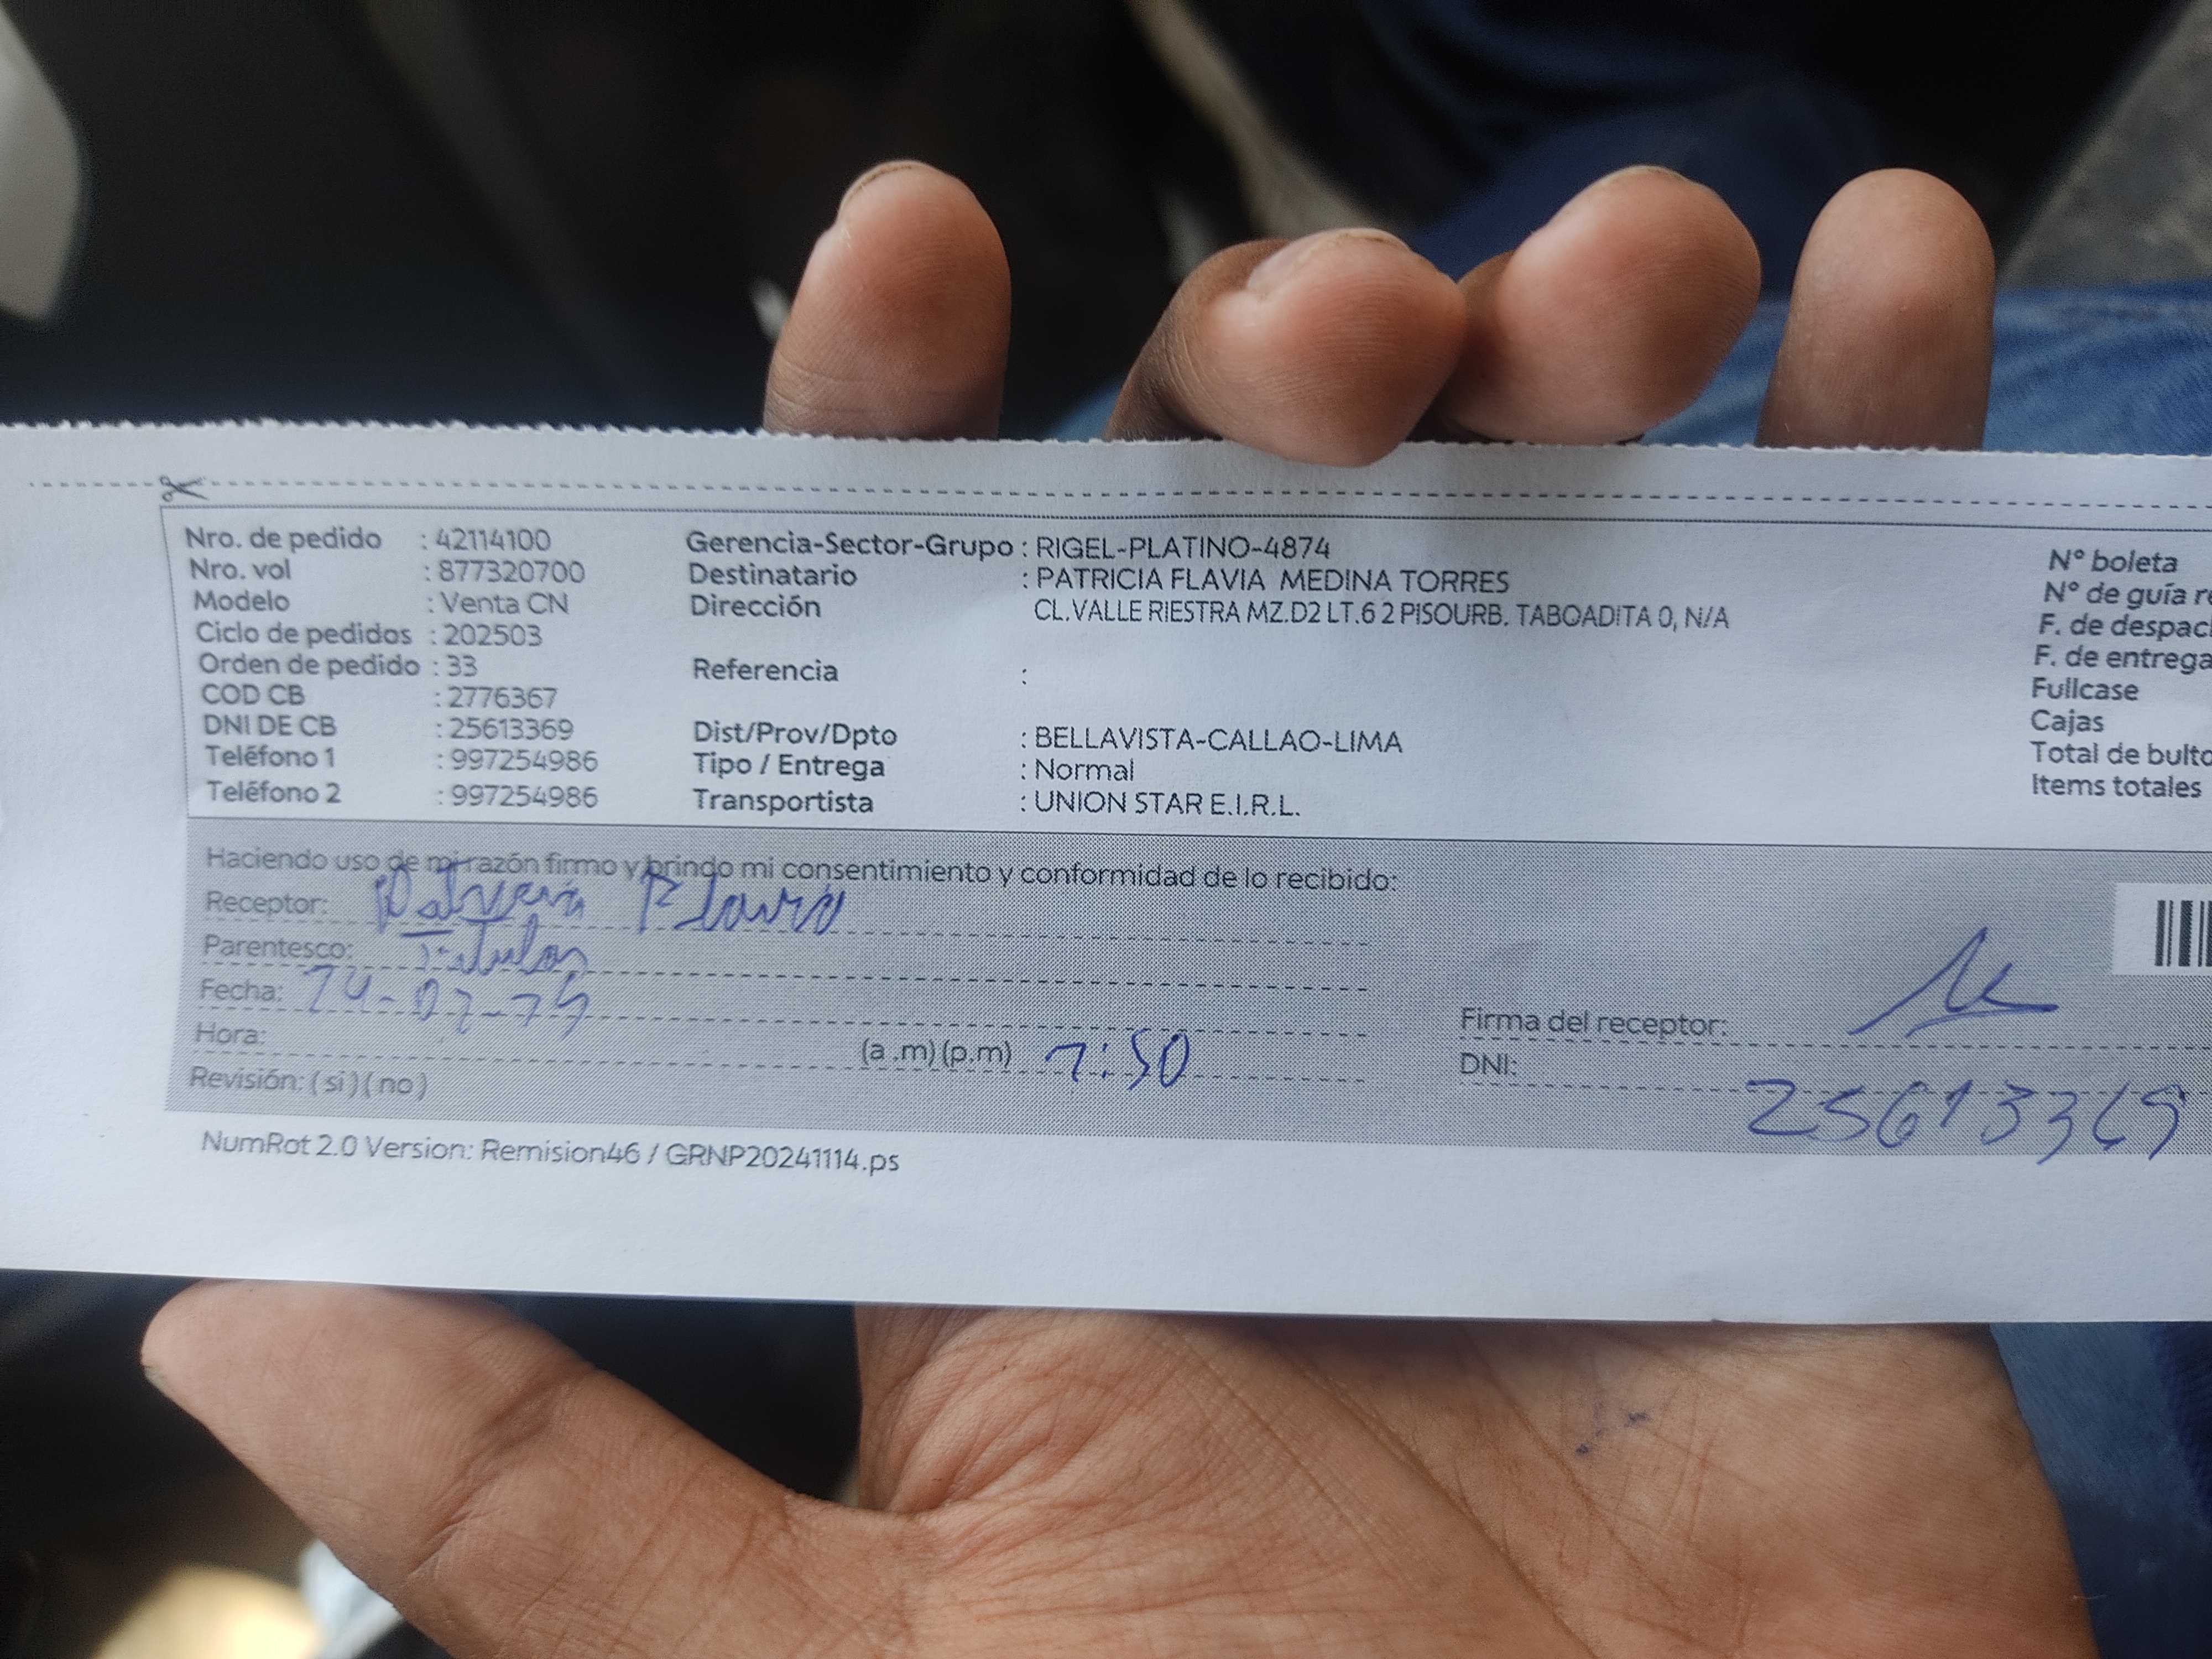 Nro. de pedido : 42114100
Nro. vol : 877320700
Modelo : Venta CN
Ciclo de pedidos : 202503
Orden de pedido : 33
COD CB : 2776367
DNI DE CB : 25613369
Teléfono 1 : 997254986
Teléfono 2 : 997254986
Gerencia-Sector-Grupo : RIGEL-PLATINO-4874
Destinatario : PATRICIA FLAVIA MEDINA TORRES
Dirección CL.VALLE RIESTRA MZ.D2 LT.6 2 PISOURB. TABOADITA 0, N/A
Referencia :
Dist/Prov/Dpto : BELLAVISTA-CALLAO-LIMA
Tipo / Entrega : Normal
Transportista : UNION STAR E.I.R.L.
N° boleta
N° de guía re
F. de despach
F. de entrega
Fullcase
Cajas
Total de bulto
Items totales
Haciendo uso de mi razón firmo y brindo mi consentimiento y conformidad de lo recibido:
Receptor: Flavia
Parentesco: Titular
Fecha:
Hora: (a .m) (p.m) 1:50
Revisión: ( si ) ( no )
Firma del receptor:
DNI: 25613369
NumRot 2.0 Version: Remision46 / GRNP20241114.ps